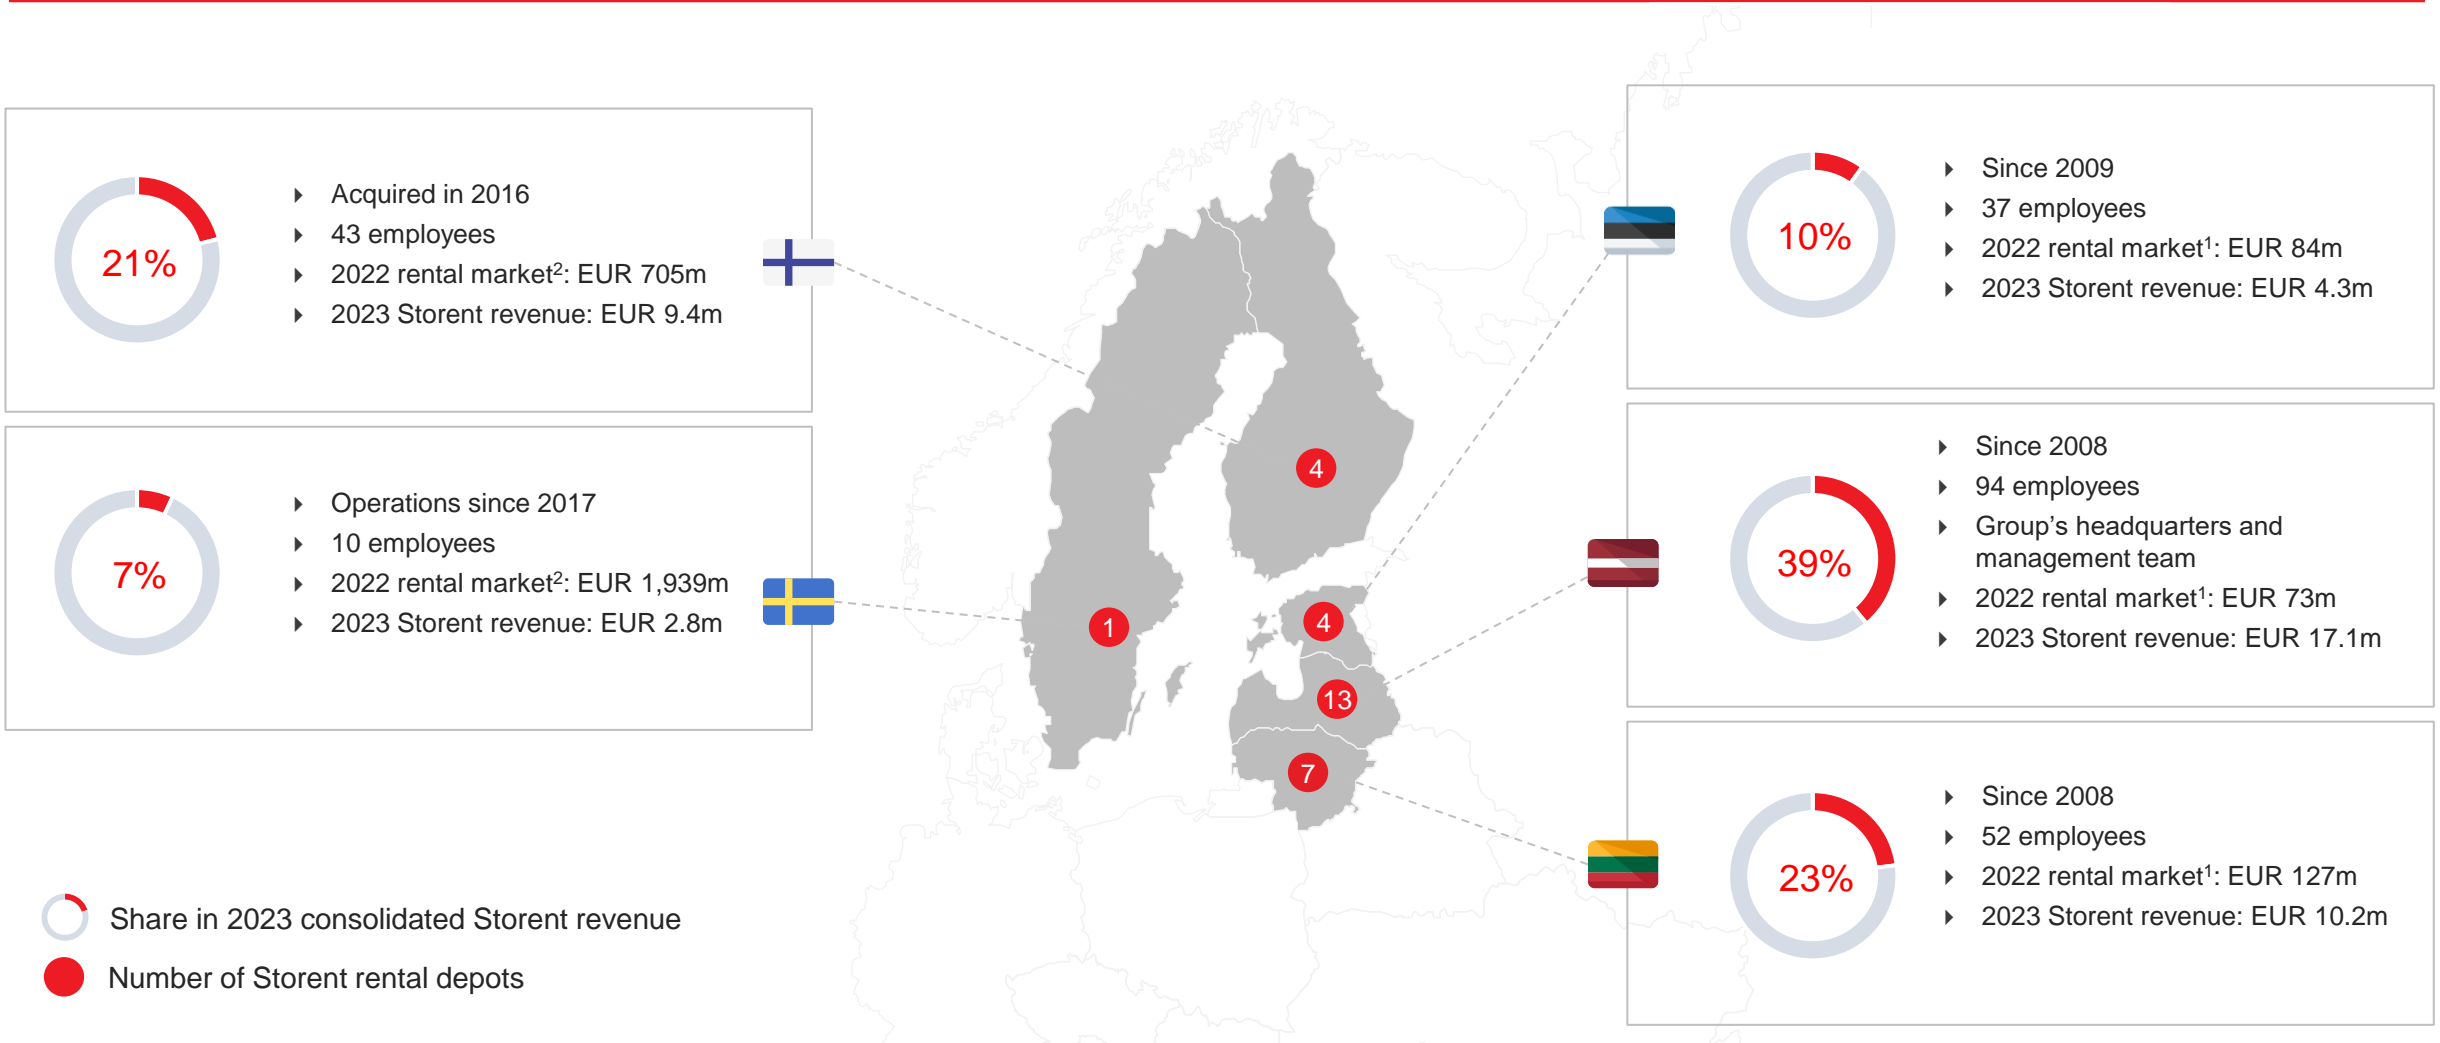 21%
Acquired in 2016
43 employees
2022 rental market²: EUR 705m
2023 Storent revenue: EUR 9.4m
7%
Operations since 2017
10 employees
2022 rental market²: EUR 1,939m
2023 Storent revenue: EUR 2.8m
4
1
4
13
7
10%
Since 2009
37 employees
2022 rental market¹: EUR 84m
2023 Storent revenue: EUR 4.3m
39%
Since 2008
94 employees
Group’s headquarters and
management team
2022 rental market¹: EUR 73m
2023 Storent revenue: EUR 17.1m
23%
Since 2008
52 employees
2022 rental market¹: EUR 127m
2023 Storent revenue: EUR 10.2m
Share in 2023 consolidated Storent revenue
Number of Storent rental depots